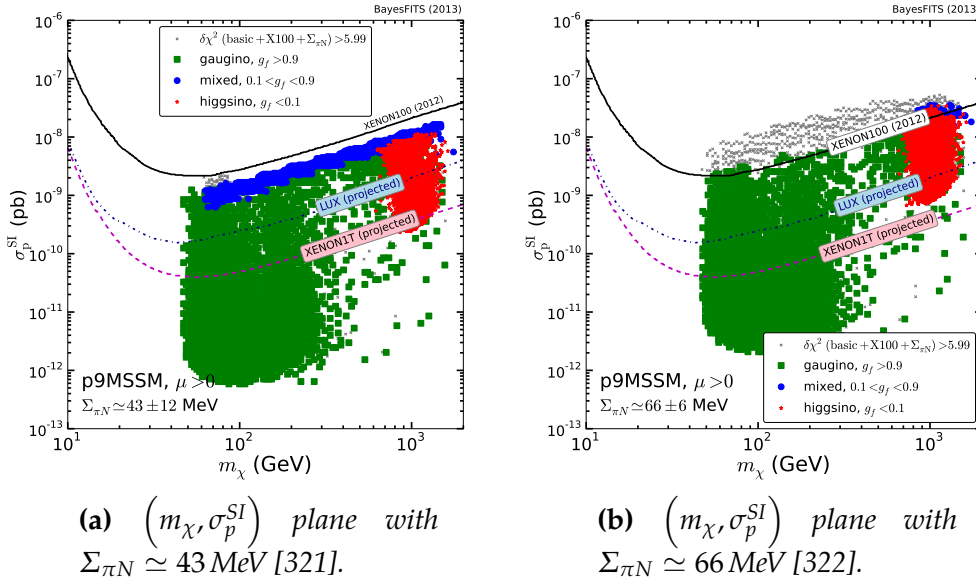 BayesFITS (2013)
δχ² (basic+X100+Σ_πN)>5.99
gaugino, g_f >0.9
mixed, 0.1<g_f<0.9
higgsino, g_f <0.1
XENON100 (2012)
LUX (projected)
XENON1T (projected)
p9MSSM, μ>0
Σ_πN≃43±12 MeV
σ_p^SI (pb)
10^-6
10^-7
10^-8
10^-9
10^-10
10^-11
10^-12
10^-13
10^1
10^2
10^3
m_χ (GeV)
BayesFITS (2013)
XENON100 (2012)
LUX (projected)
XENON1T (projected)
δχ² (basic+X100+Σ_πN)>5.99
gaugino, g_f >0.9
mixed, 0.1<g_f<0.9
higgsino, g_f <0.1
p9MSSM, μ>0
Σ_πN≃66±6 MeV
σ_p^SI (pb)
10^-6
10^-7
10^-8
10^-9
10^-10
10^-11
10^-12
10^-13
10^1
10^2
10^3
m_χ (GeV)
(a) (m_χ, σ_p^SI) plane with
Σ_πN ≃ 43 MeV [321].
(b) (m_χ, σ_p^SI) plane with
Σ_πN ≃ 66 MeV [322].